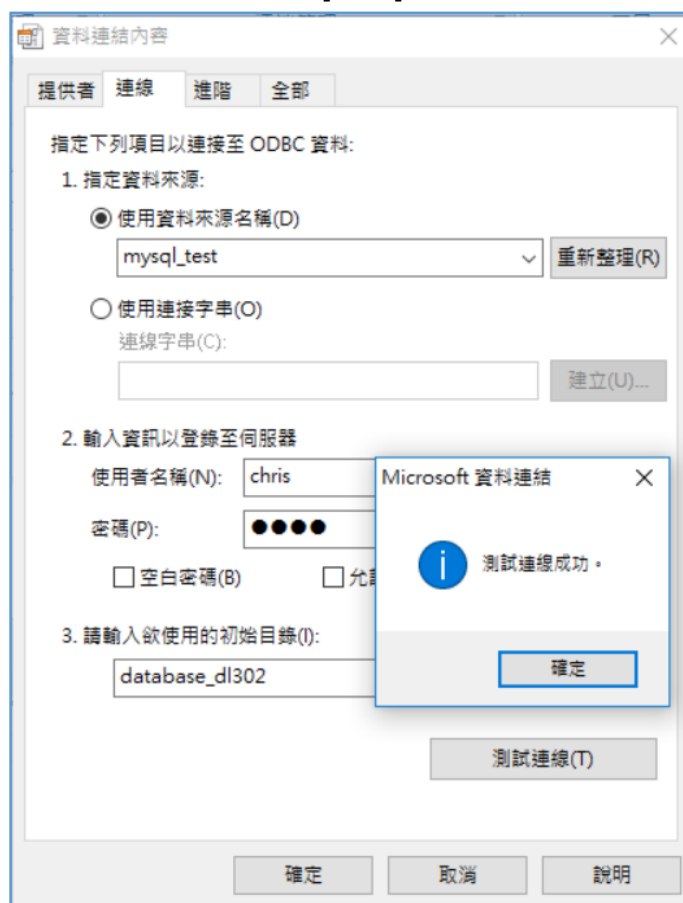 資料連結內容
提供者 連線 進階 全部
指定下列項目以連接至 ODBC 資料:
1. 指定資料來源:
使用資料來源名稱(D)
mysql_test 重新整理(R)
使用連接字串(O)
連線字串(C):
建立(U)...
2. 輸入資訊以登錄至伺服器
使用者名稱(N): chris
密碼(P): ●●●●
空白密碼(B)
3. 請輸入欲使用的初始目錄(I):
database_dl302
Microsoft 資料連結
測試連線成功。
確定
測試連線(T)
確定 取消 說明